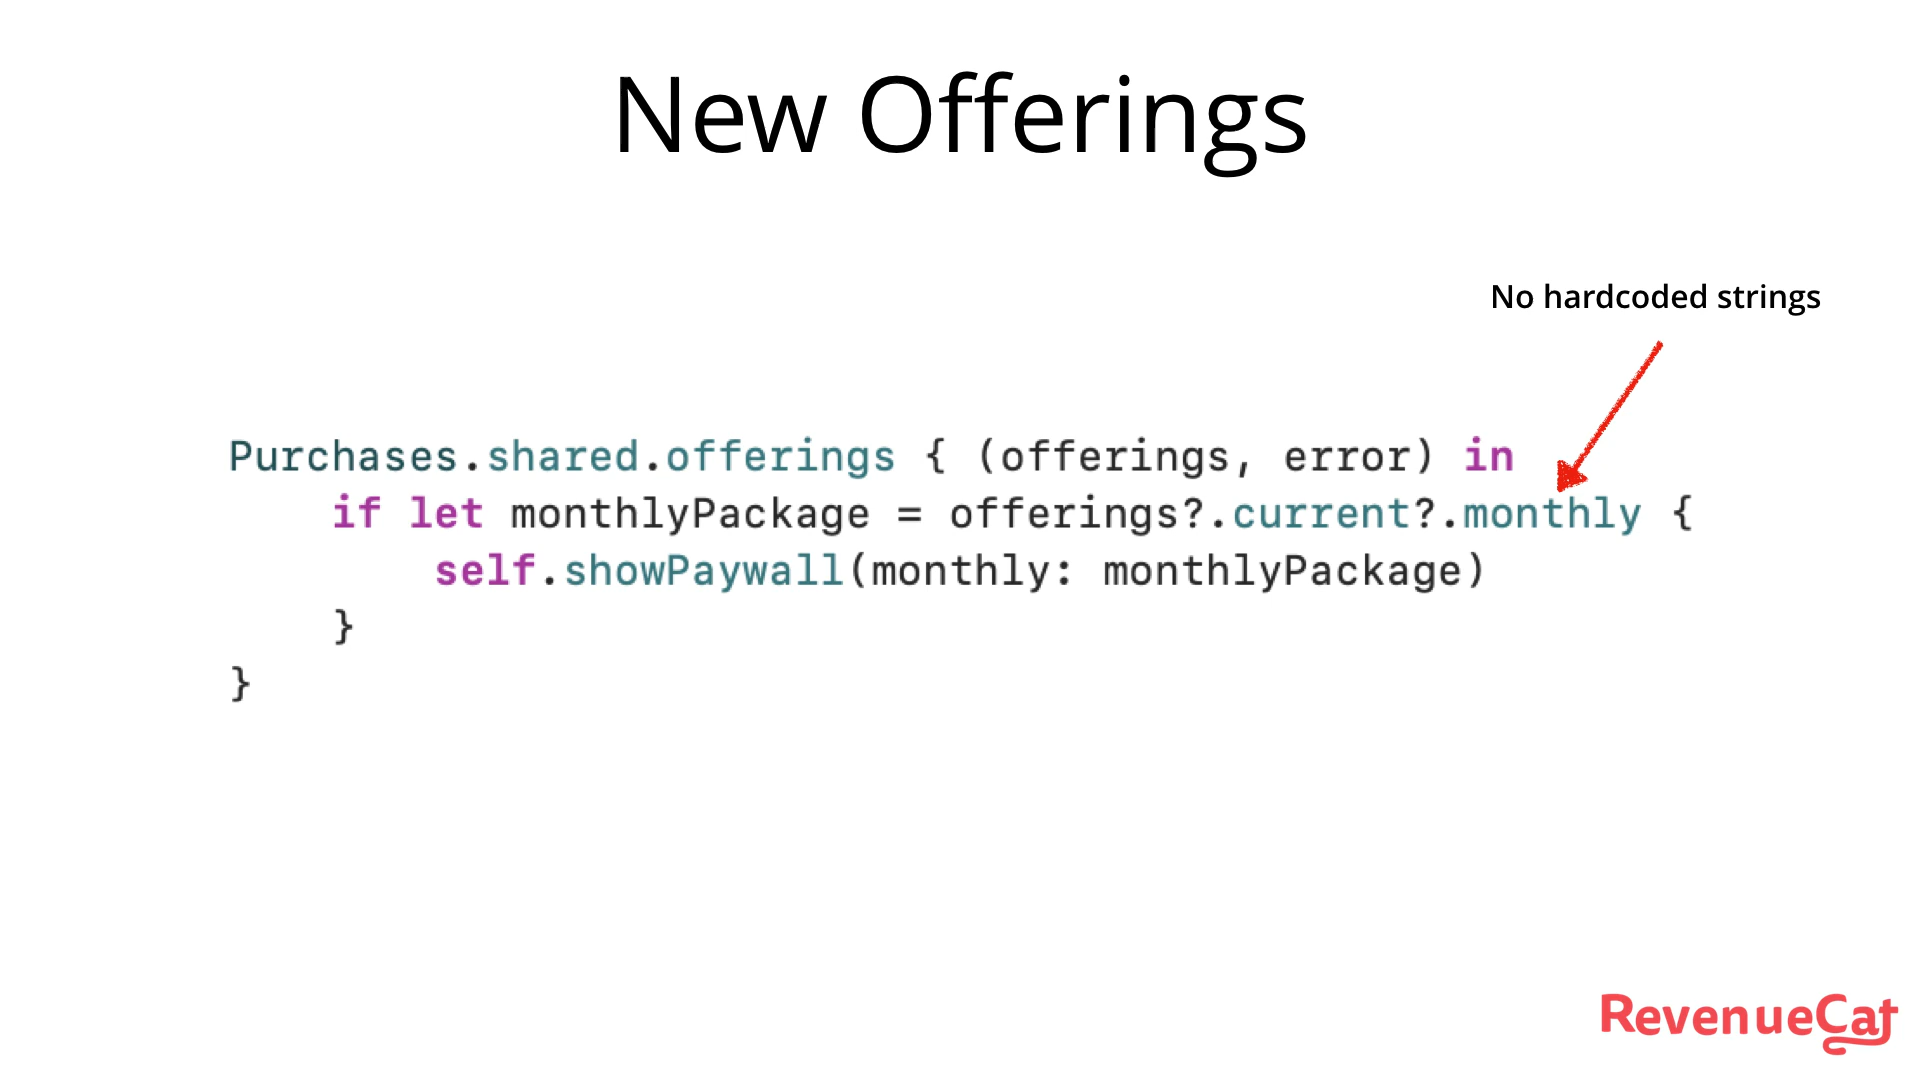 New Offerings
No hardcoded strings
Purchases.shared.offerings { (offerings, error) in
    if let monthlyPackage = offerings?.current?.monthly {
        self.showPaywall(monthly: monthlyPackage)
    }
}
RevenueCat